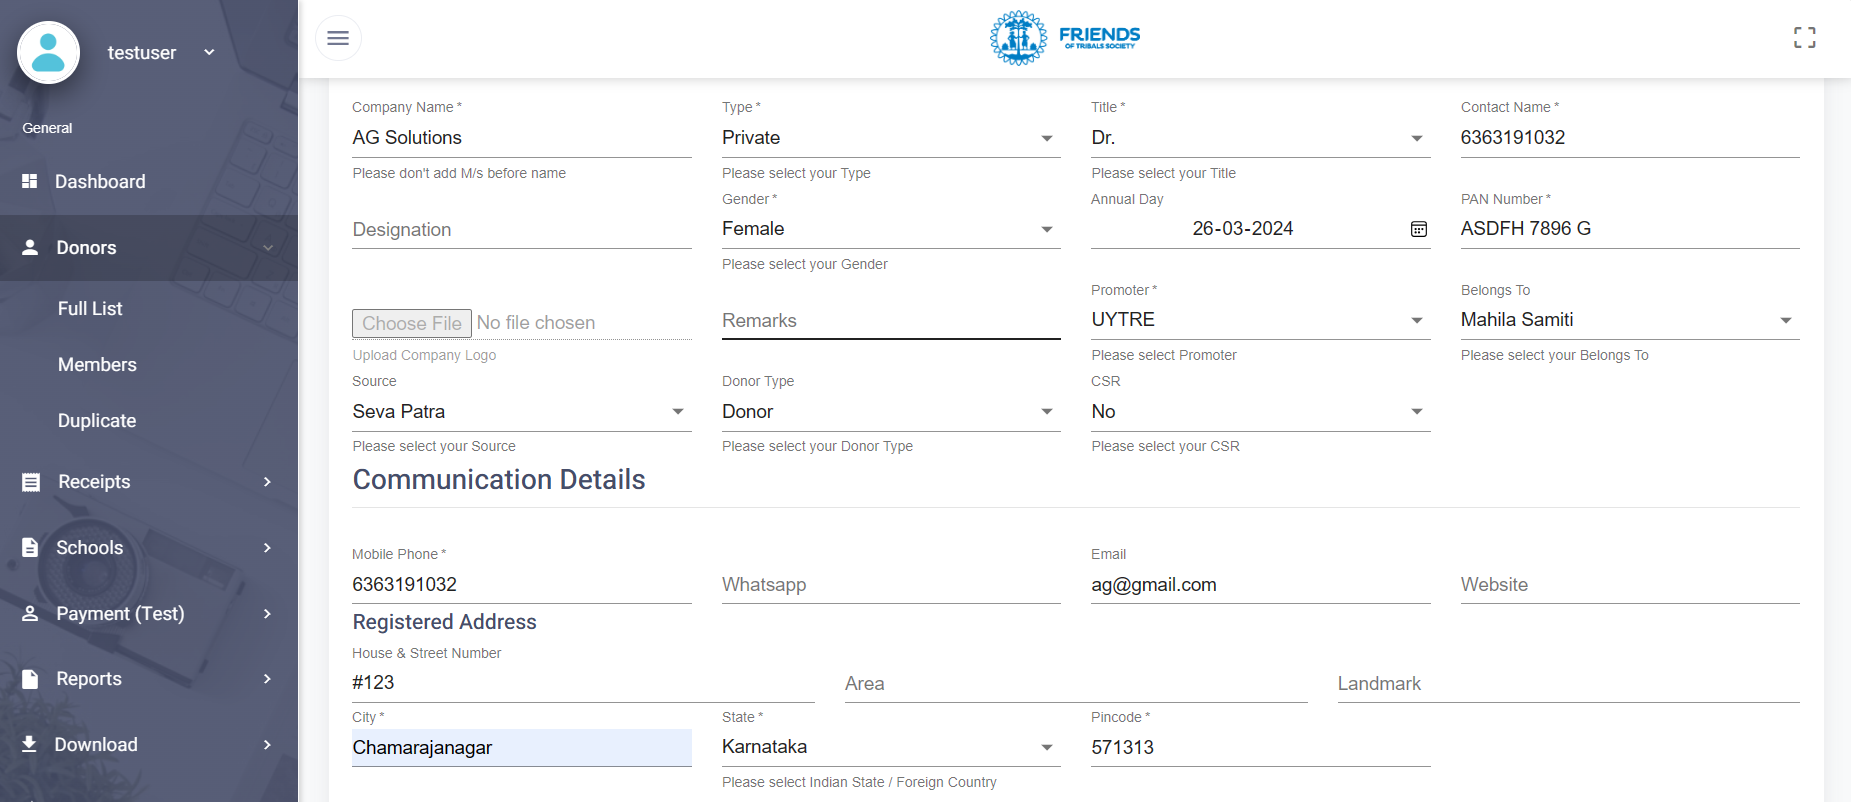 testuser
FRIENDS
OF TRIBALS SOCIETY
General
Dashboard
Donors
Full List
Members
Duplicate
Receipts
Schools
Payment (Test)
Reports
Download
Company Name *
Type *
Title *
Contact Name *
AG Solutions
Private
Dr.
6363191032
Please don't add M/s before name
Please select your Type
Please select your Title
Gender *
Annual Day
PAN Number *
Designation
Female
26-03-2024
ASDFH 7896 G
Please select your Gender
Promoter *
Belongs To
Choose File No file chosen
Remarks
UYTRE
Mahila Samiti
Upload Company Logo
Please select Promoter
Please select your Belongs To
Source
Donor Type
CSR
Seva Patra
Donor
No
Please select your Source
Please select your Donor Type
Please select your CSR
Communication Details
Mobile Phone *
Email
6363191032
Whatsapp
ag@gmail.com
Website
Registered Address
House & Street Number
#123
Area
Landmark
City *
State *
Pincode *
Chamarajanagar
Karnataka
571313
Please select Indian State / Foreign Country